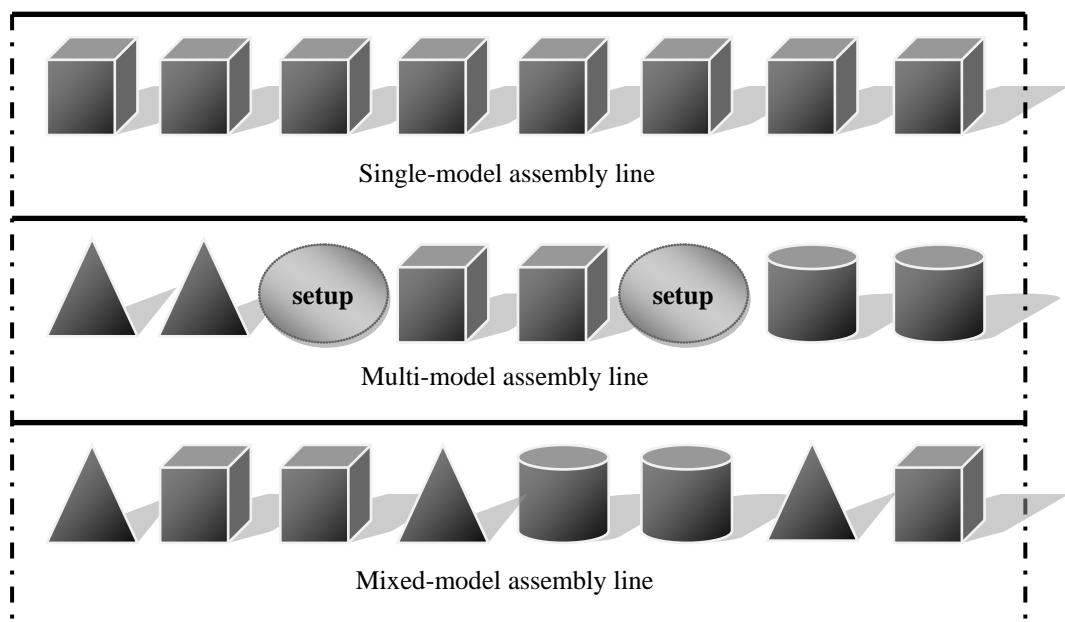 Single-model assembly line
setup
setup
Multi-model assembly line
Mixed-model assembly line